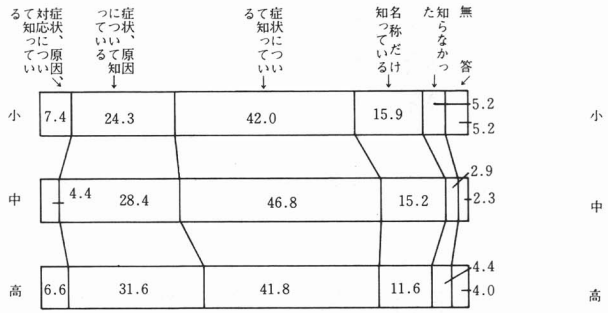 症状、原因、
対応につい
て知ってい
る
症状、原因
について知
っている
症状につい
て知ってい
る
名称だけ
知っている
知らなかっ
た
無答
小 7.4 24.3 42.0 15.9 5.2 5.2 小
中 4.4 28.4 46.8 15.2 2.9 2.3 中
高 6.6 31.6 41.8 11.6 4.4 4.0 高